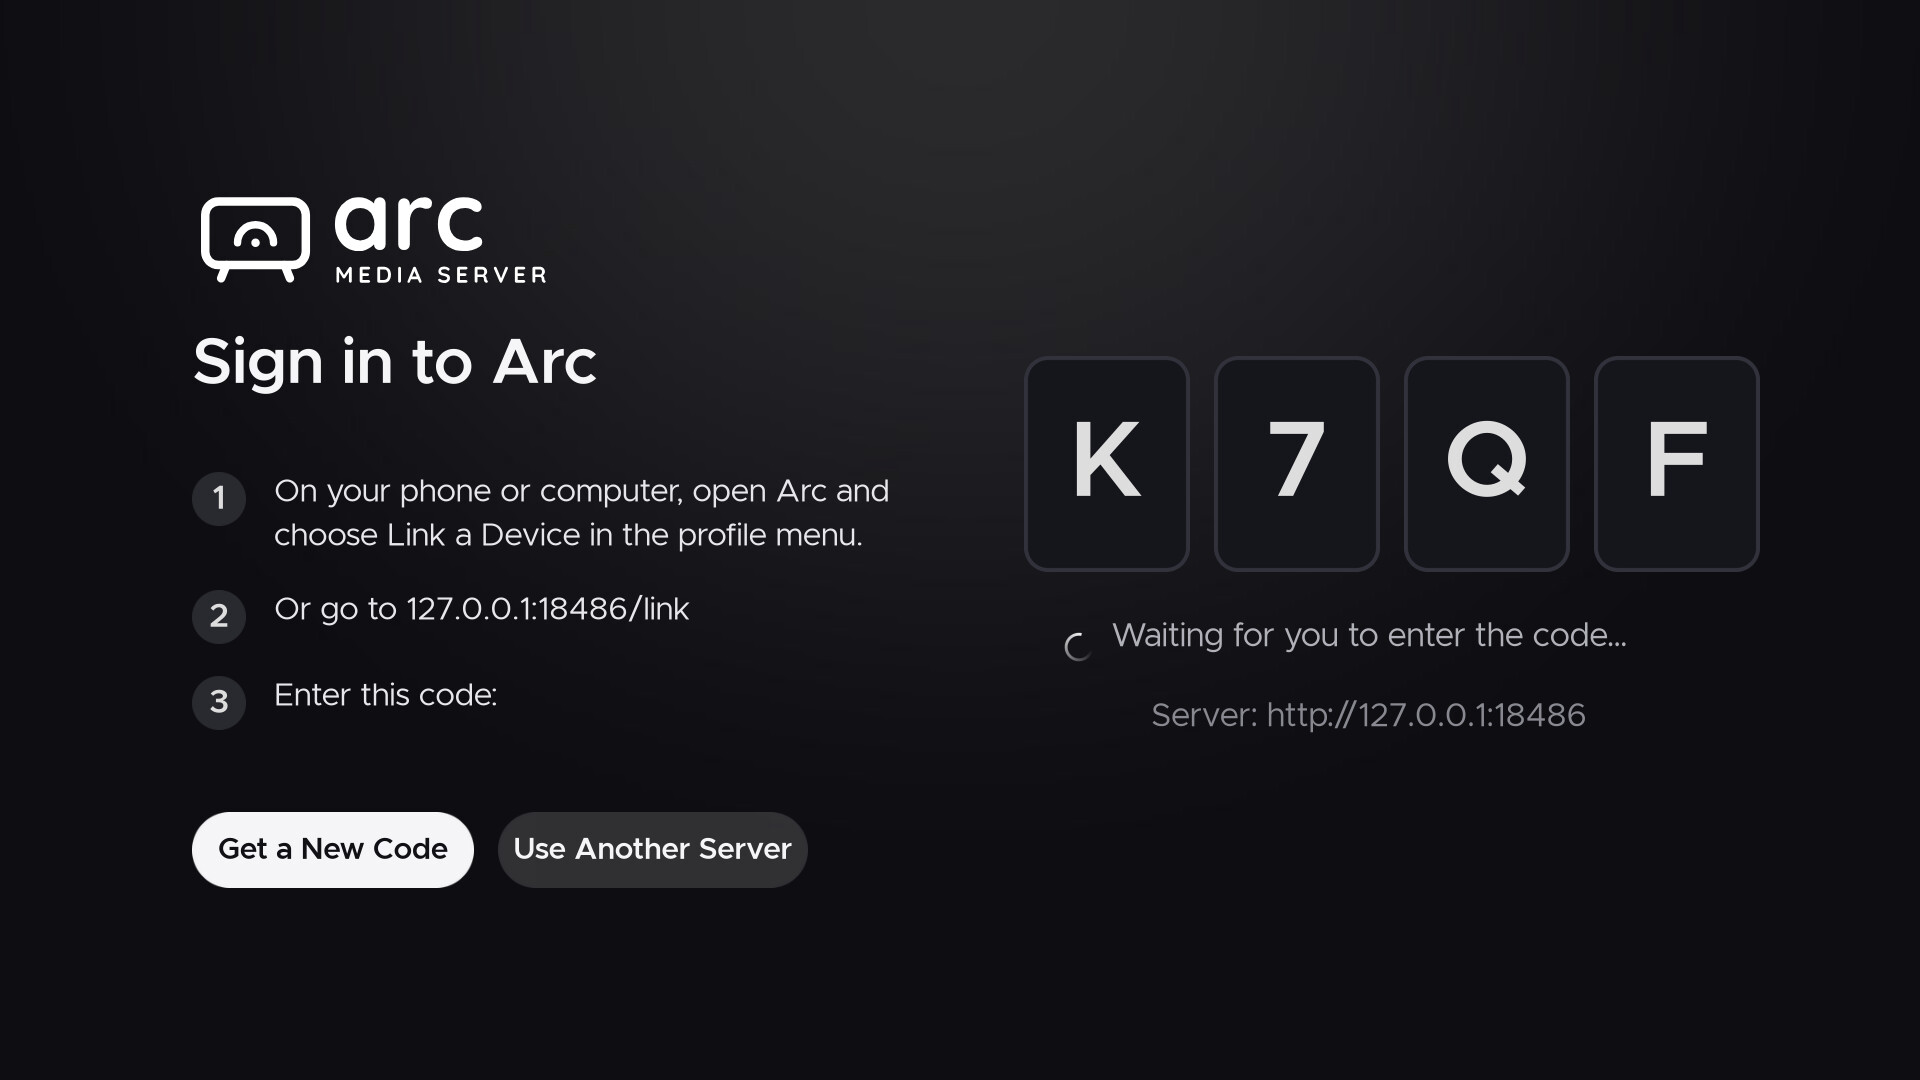 arc
MEDIA SERVER
Sign in to Arc
1
On your phone or computer, open Arc and
choose Link a Device in the profile menu.
2
Or go to 127.0.0.1:18486/link
3
Enter this code:
Get a New Code
Use Another Server
K
7
Q
F
Waiting for you to enter the code...
Server: http://127.0.0.1:18486